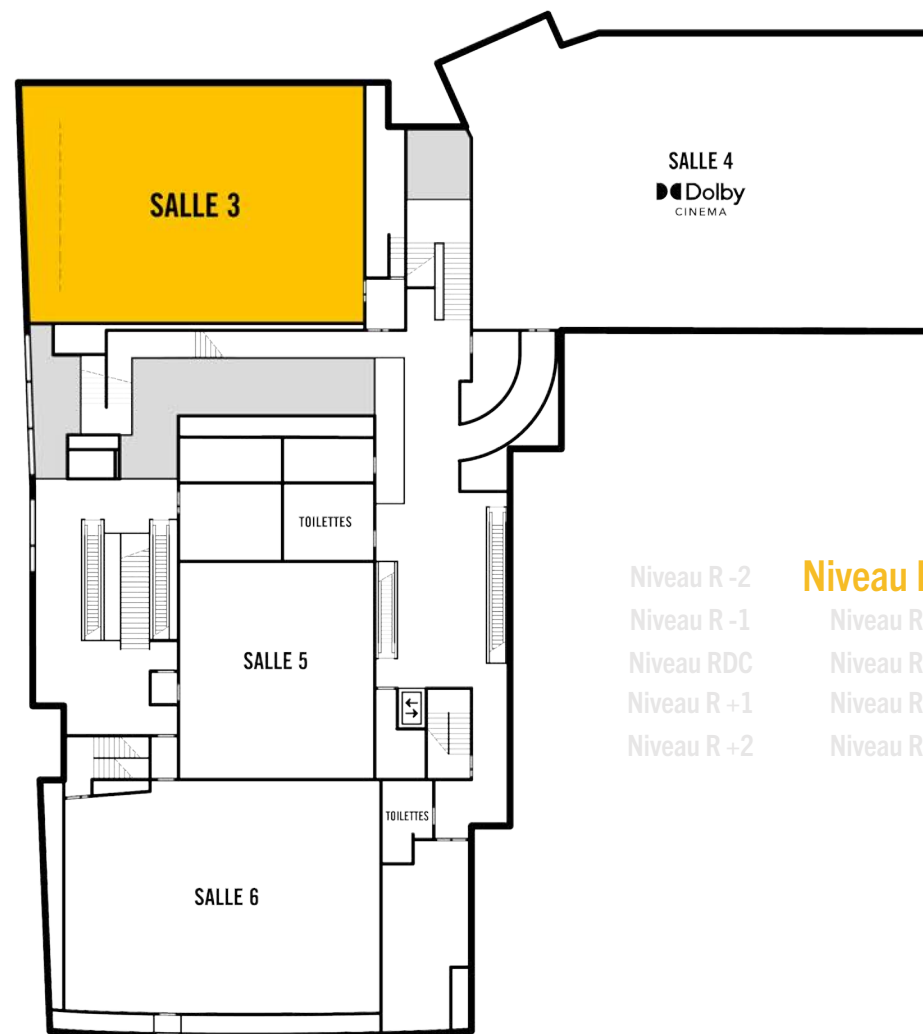 SALLE 3
SALLE 4
Dolby
CINEMA
TOILETTES
SALLE 5
TOILETTES
SALLE 6
Niveau R -2
Niveau R -1
Niveau RDC
Niveau R +1
Niveau R +2
Niveau
Niveau R
Niveau R
Niveau R
Niveau R